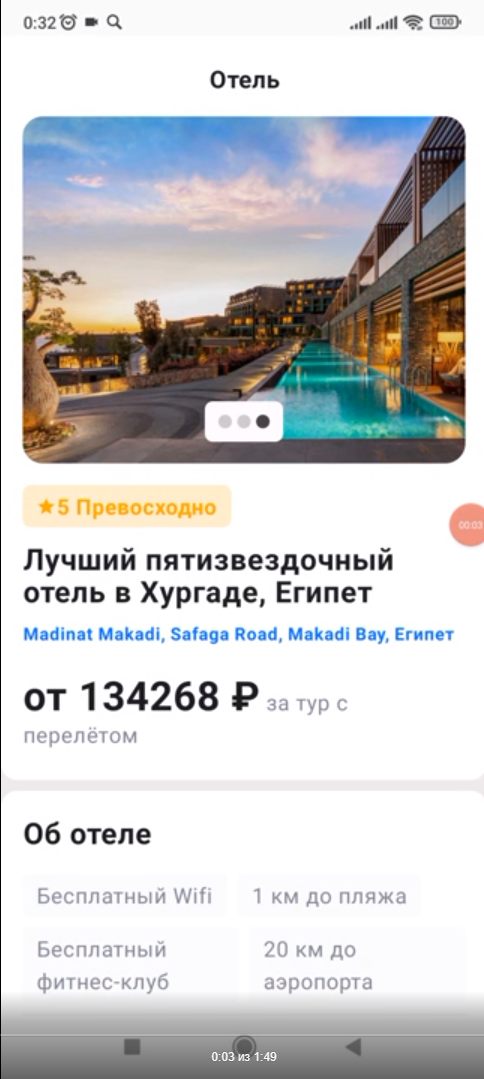 0:32
100
Отель
5 Превосходно
00:03
Лучший пятизвездочный
отель в Хургаде, Египет
Madinat Makadi, Safaga Road, Makadi Bay, Египет
от 134268 ₽ за тур с
перелётом
Об отеле
Бесплатный Wifi
1 км до пляжа
Бесплатный
фитнес-клуб
20 км до
аэропорта
0:03 из 1:49